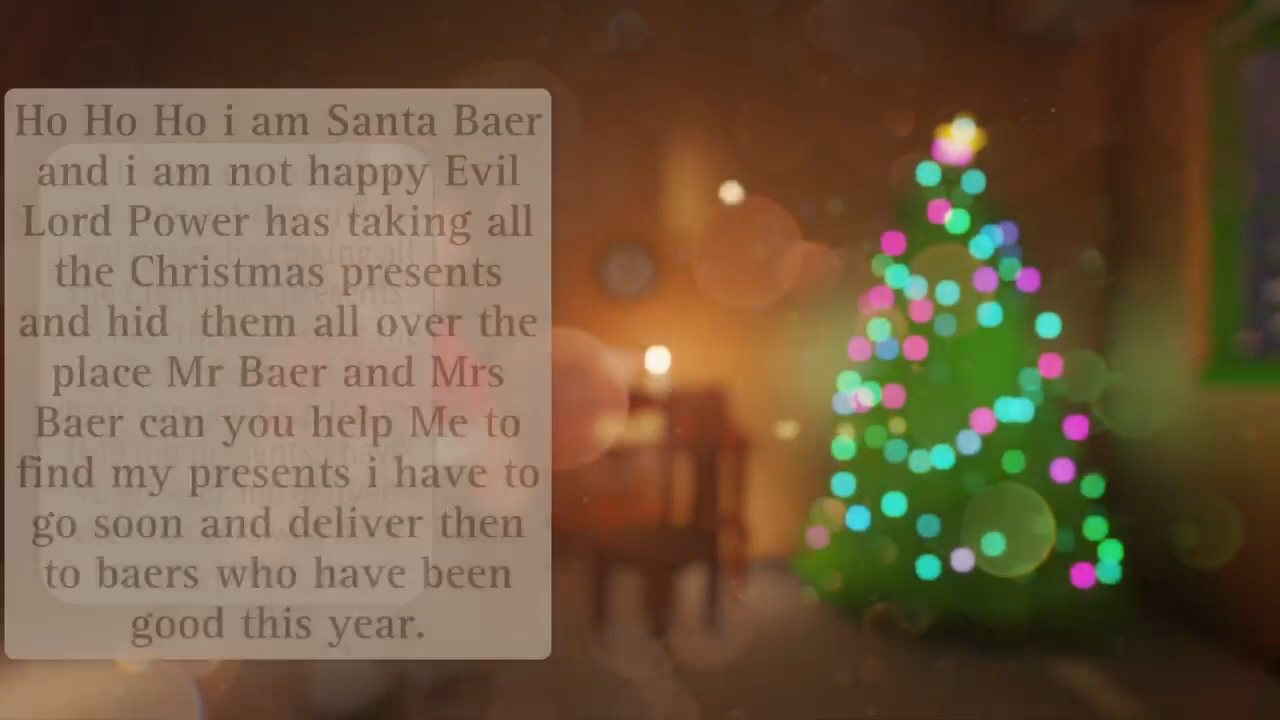 Ho Ho Ho i am Santa Baer
and i am not happy Evil
Lord Power has taking all
the Christmas presents
and hid  them all over the
place Mr Baer and Mrs
Baer can you help Me to
find my presents i have to
go soon and deliver then
to baers who have been
good this year.